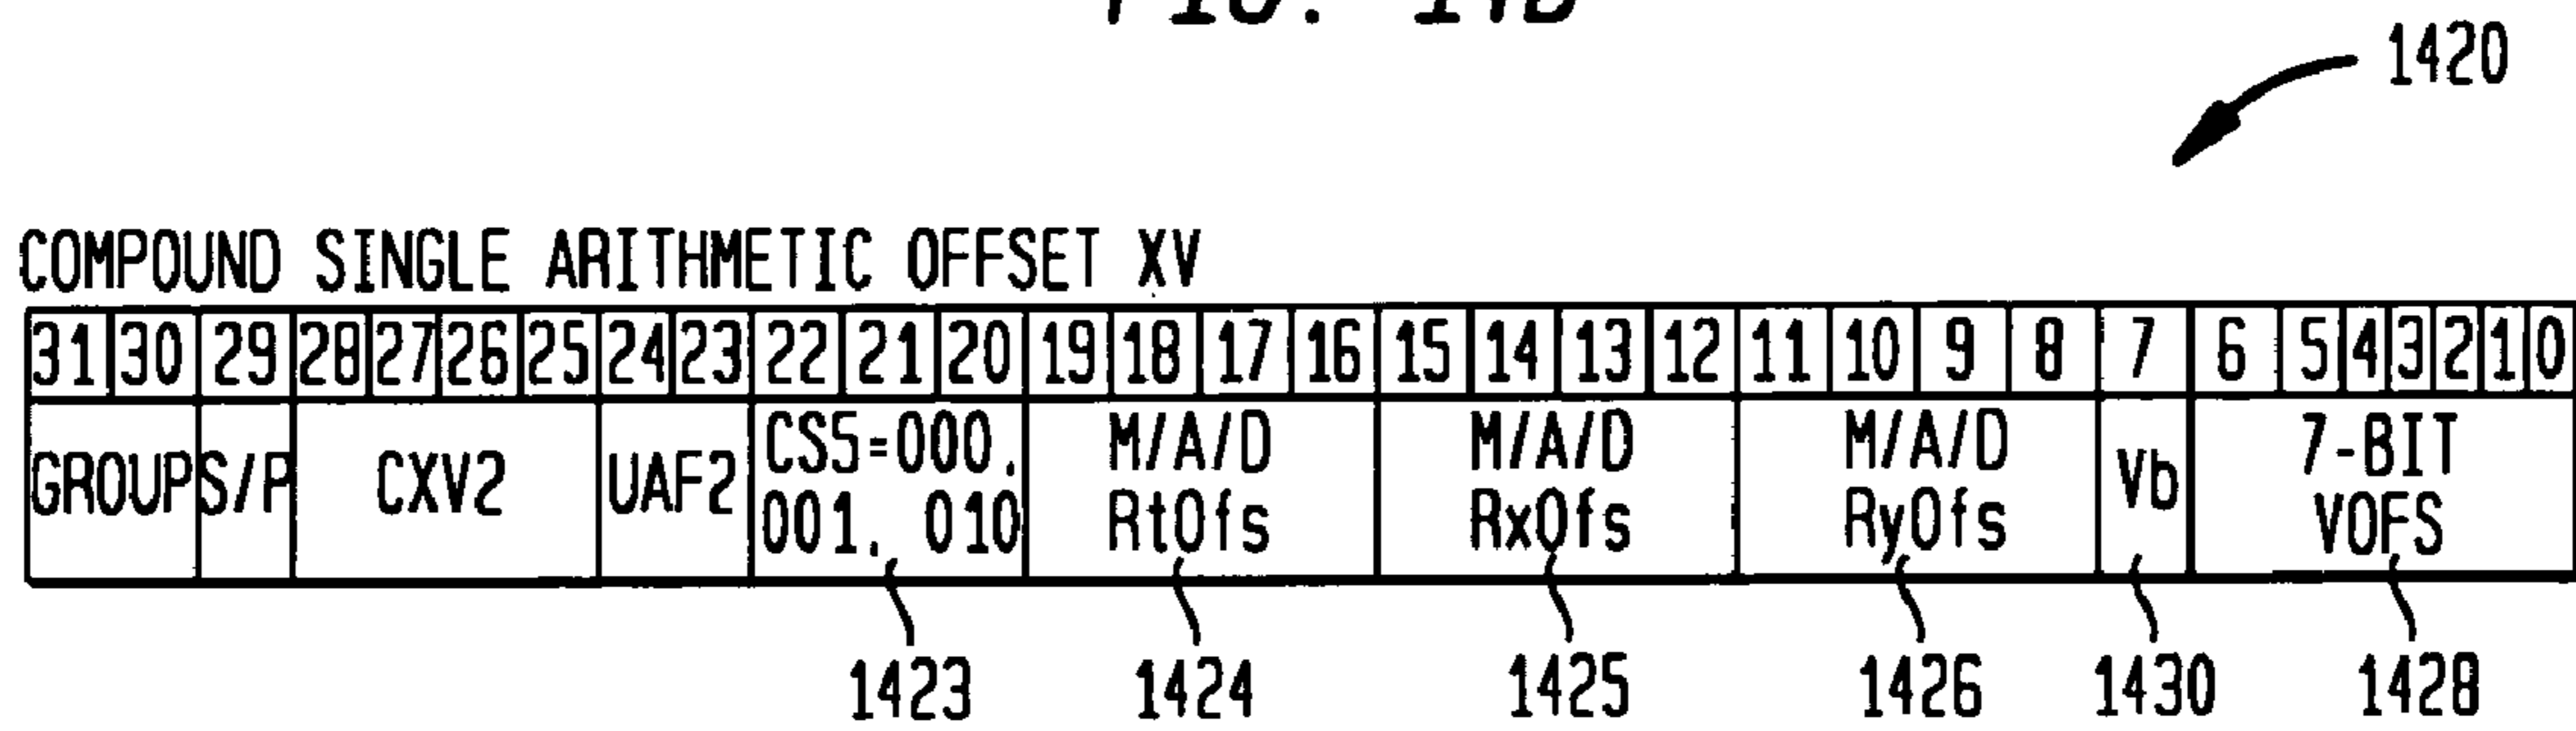 1420
COMPOUND SINGLE ARITHMETIC OFFSET XV
31 30 29 28 27 26 25 24 23 22 21 20 19 18 17 16 15 14 13 12 11 10 9 8 7 6 5 4 3 2 1 0
GROUP S/P CXV2 UAF2 CS5=000, 001, 010 M/A/D RtOfs M/A/D RxOfs M/A/D RyOfs Vb 7-BIT VOFS
1423 1424 1425 1426 1430 1428